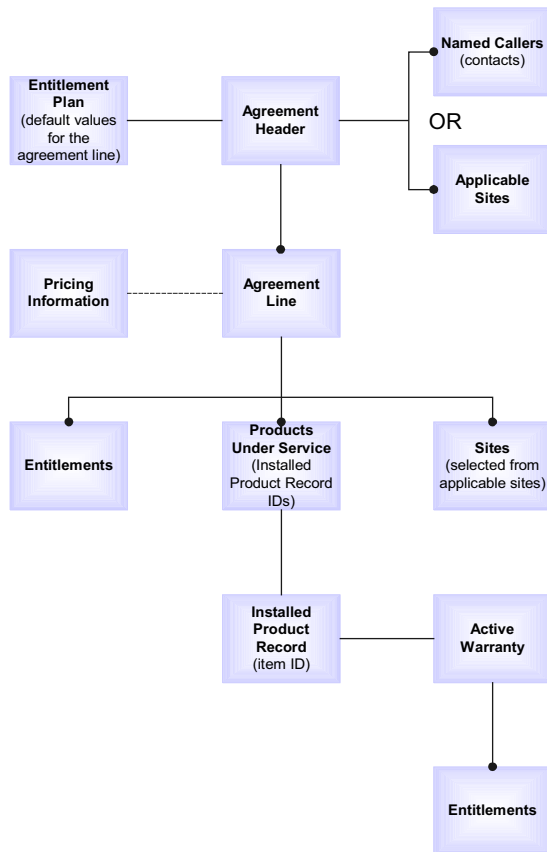 Named Callers
(contacts)
Entitlement
Plan
(default values
for the
agreement line)
Agreement
Header
OR
Applicable
Sites
Pricing
Information
Agreement
Line
Entitlements
Products
Under Service
(Installed
Product Record
IDs)
Sites
(selected from
applicable sites)
Installed
Product
Record
(item ID)
Active
Warranty
Entitlements